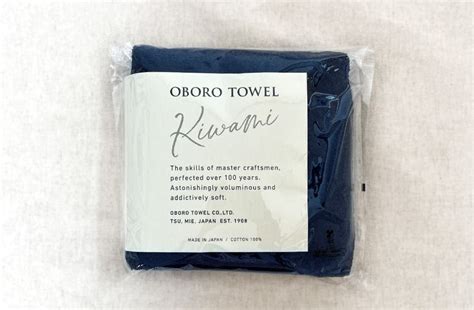 OBORO TOWEL
Kiwami
The skills of master craftsmen,
perfected over 100 years.
Astonishingly voluminous and
addictively soft.
OBORO TOWEL CO.,LTD.
TSU, MIE, JAPAN EST. 1908
MADE IN JAPAN / COTTON 100%